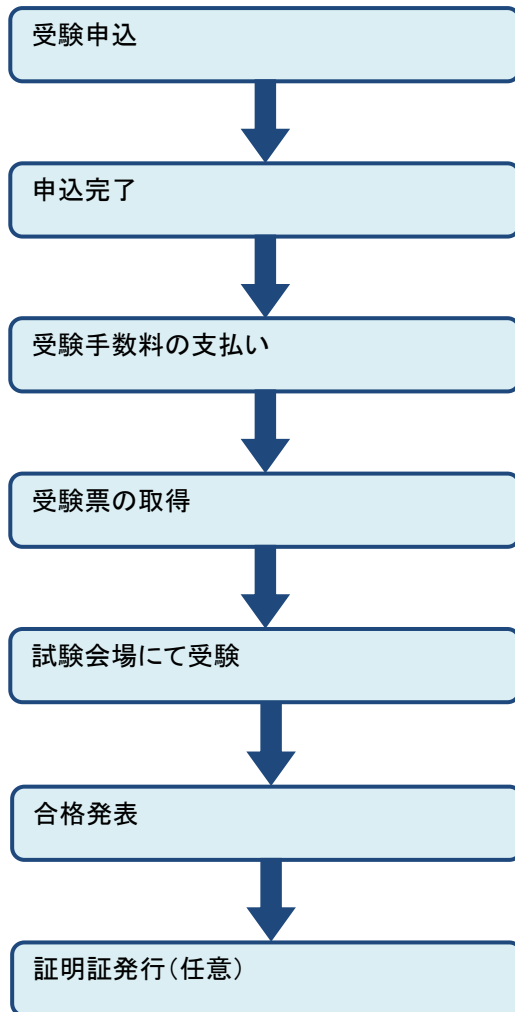 受験申込
申込完了
受験手数料の支払い
受験票の取得
試験会場にて受験
合格発表
証明証発行(任意)